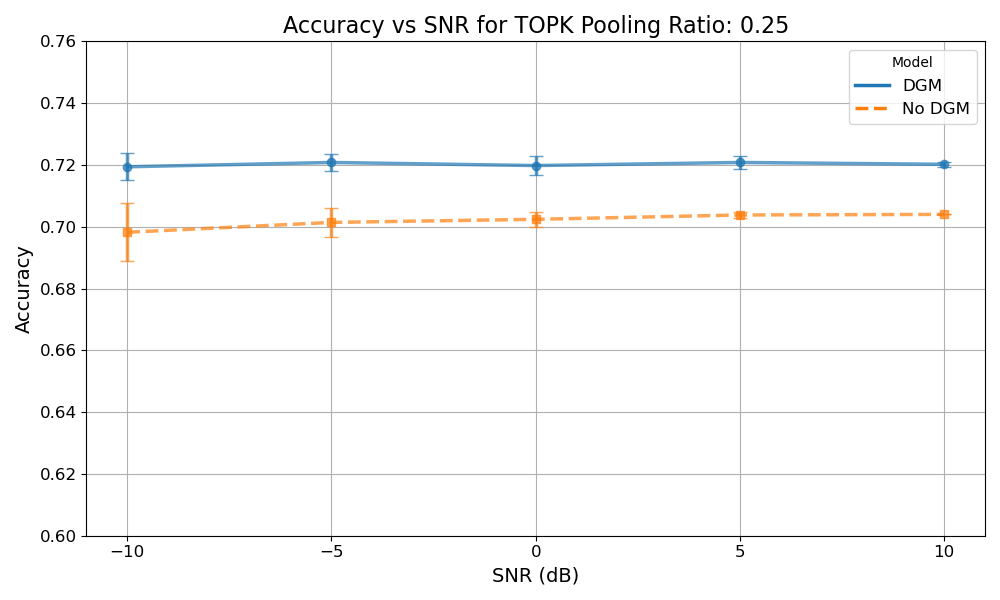 Accuracy vs SNR for TOPK Pooling Ratio: 0.25
Model
DGM
No DGM
Accuracy
0.76
0.74
0.72
0.70
0.68
0.66
0.64
0.62
0.60
−10
−5
0
5
10
SNR (dB)